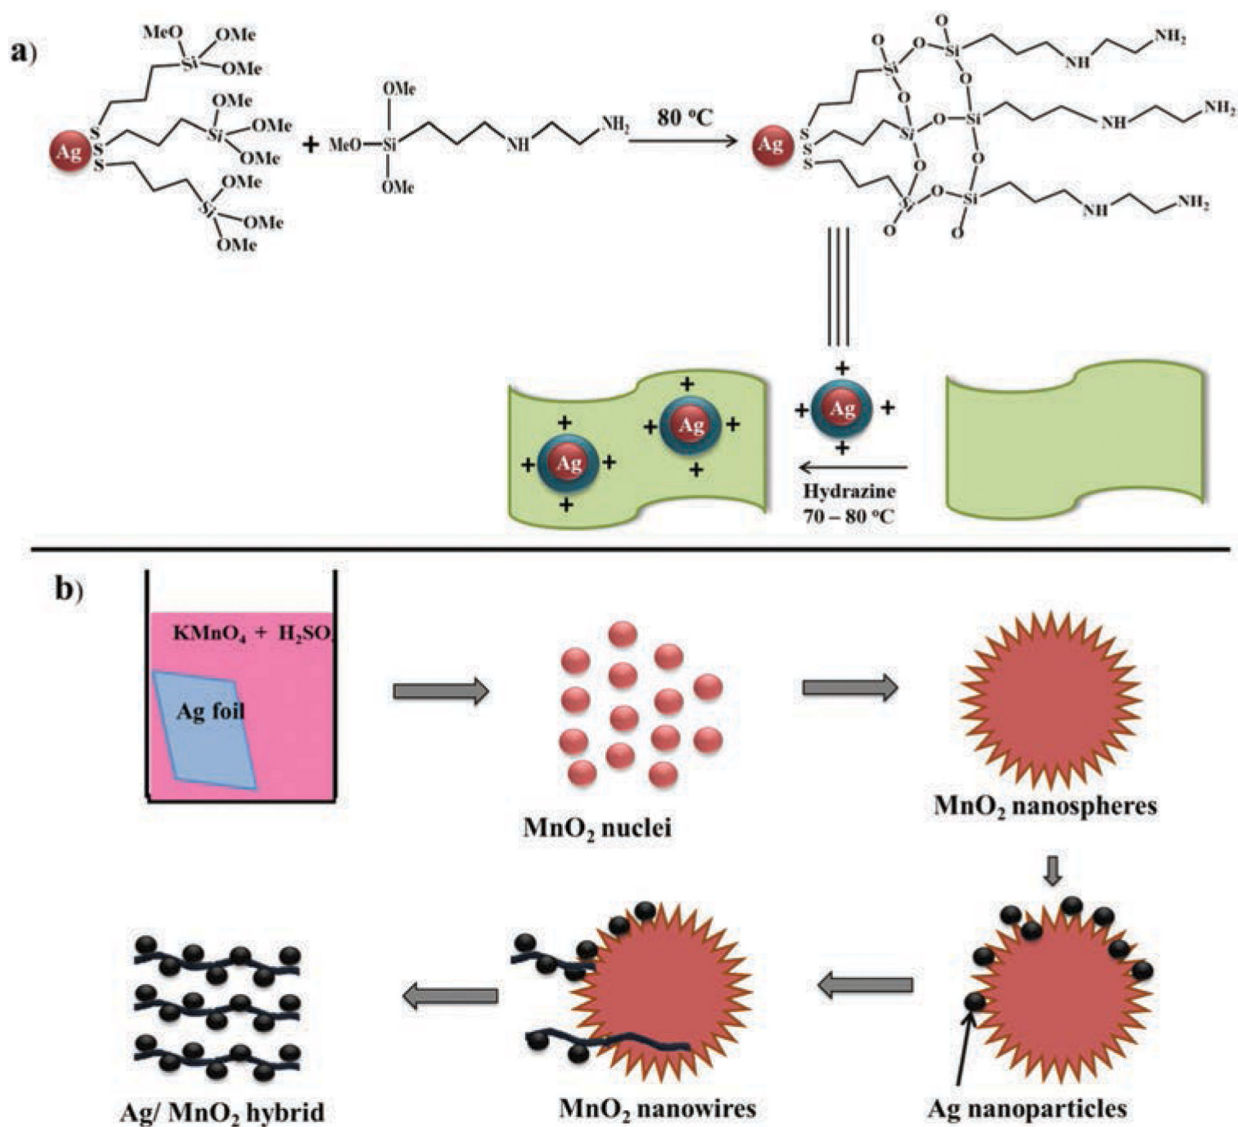 a)
MeO
OMe
Si
OMe
OMe
S
Si
OMe
Ag
S
OMe
S
OMe
Si
OMe
OMe
+
OMe
MeO
Si
NH
NH₂
OMe
80 °C
O
O
Si
NH
NH₂
O
Si
O
O
S
Ag
S
Si
O
Si
NH
NH₂
S
O
O
Si
O
Si
NH
NH₂
O
O
+
+ Ag +
+
+
+ Ag +
+
+
+ Ag +
+
Hydrazine
70 – 80 °C
b)
KMnO₄ + H₂SO
Ag foil
MnO₂ nuclei
MnO₂ nanospheres
Ag/ MnO₂ hybrid
MnO₂ nanowires
Ag nanoparticles